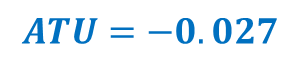 ATU = −0.027